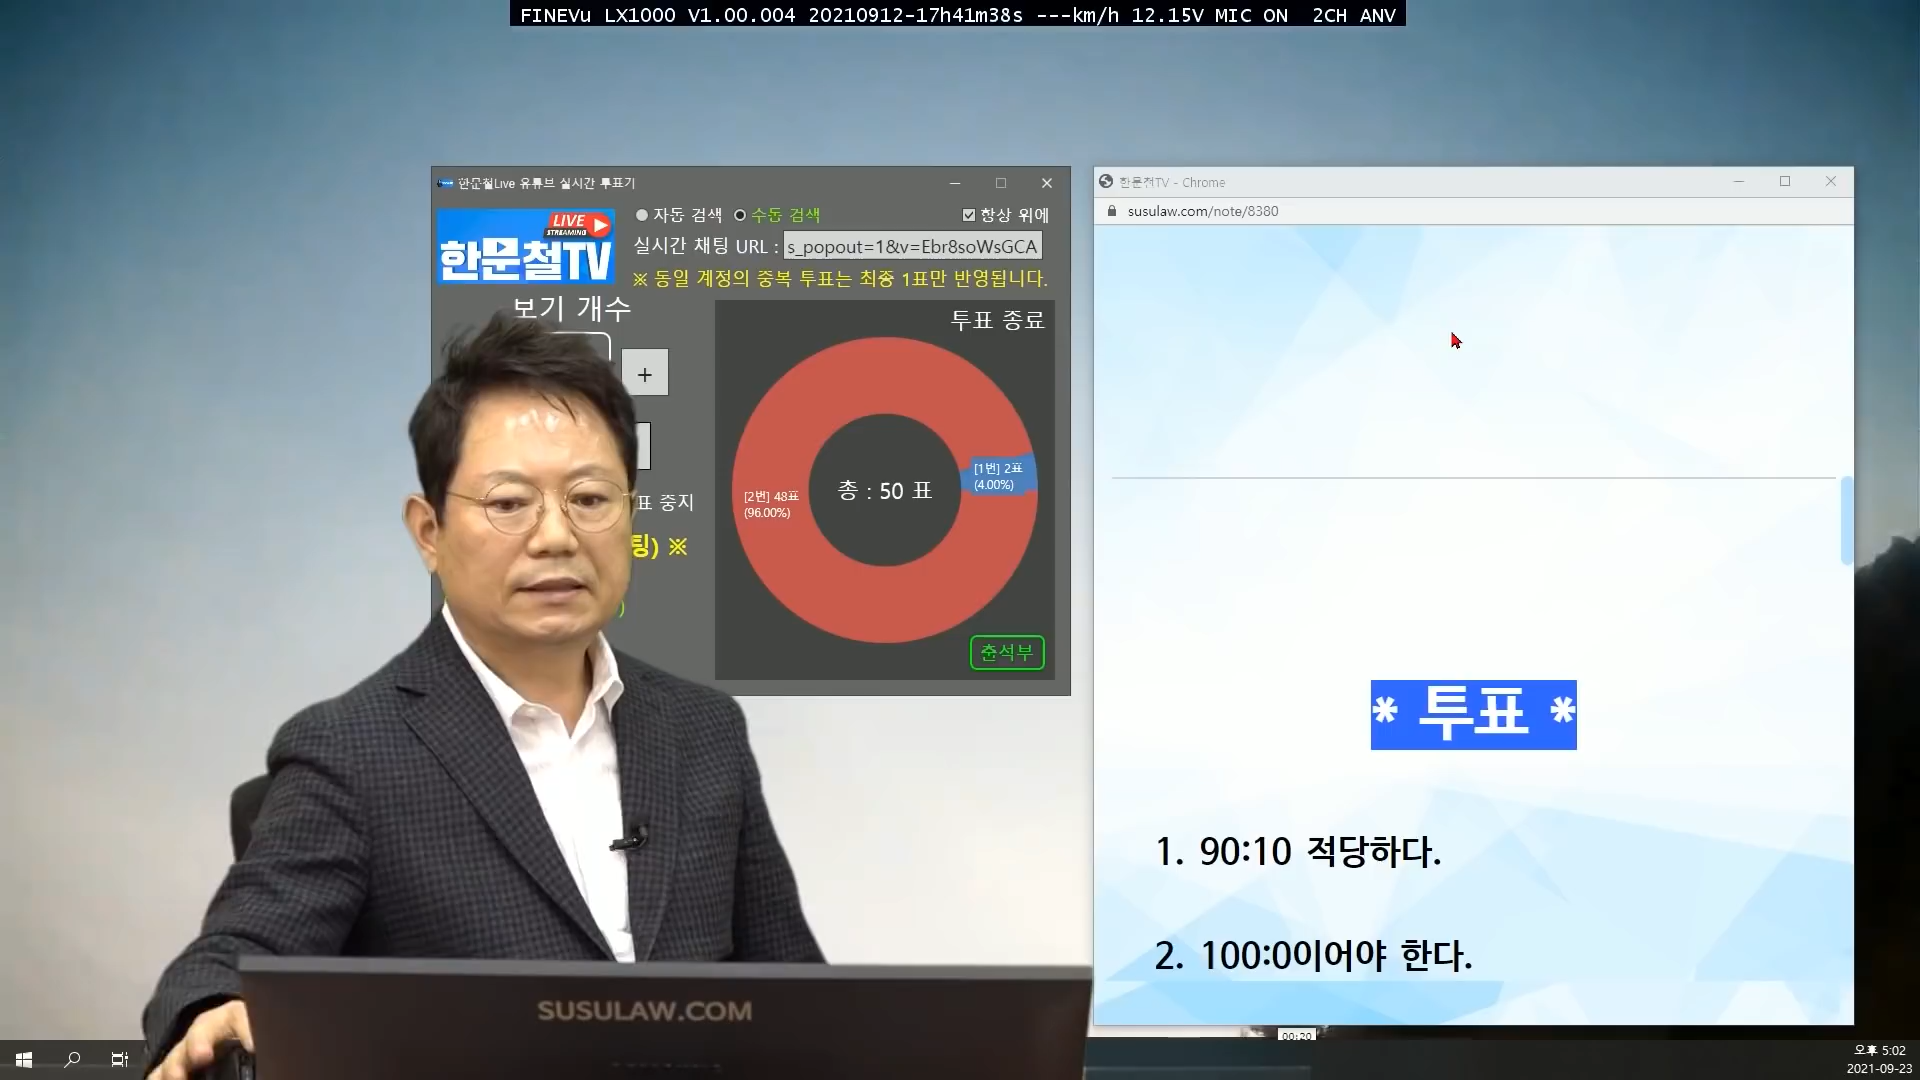 FINEVu LX1000 V1.00.004 20210912-17h41m38s ---km/h 12.15V MIC ON 2CH ANV
한문철Live 유튜브 실시간 투표기
LIVE
STREAMING
한문철TV
자동 검색 수동 검색 항상 위에
실시간 채팅 URL : s_popout=1&v=Ebr8soWsGCA
※ 동일 계정의 중복 투표는 최종 1표만 반영됩니다.
보기 개수
+
표 중지
팅) ※
)
투표 종료
[1번] 2표
(4.00%)
총 : 50 표
[2번] 48표
(96.00%)
출석부
한문철TV - Chrome
susulaw.com/note/8380
* 투표 *
1. 90:10 적당하다.
2. 100:0이어야 한다.
SUSULAW.COM
00:20
오후 5:02
2021-09-23